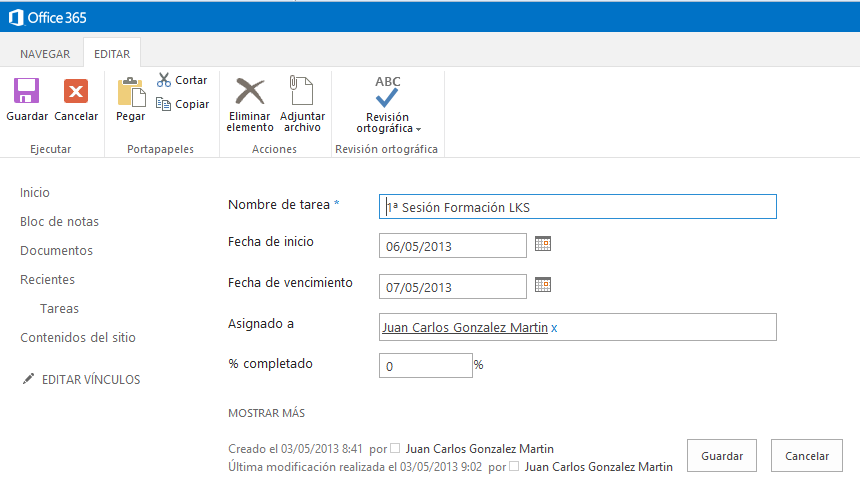 Office 365
NAVEGAR EDITAR
Guardar Cancelar
Ejecutar
Pegar
Cortar
Copiar
Portapapeles
Eliminar elemento
Adjuntar archivo
Acciones
ABC
Revisión ortográfica
Revisión ortográfica
Inicio
Bloc de notas
Documentos
Recientes
Tareas
Contenidos del sitio
EDITAR VÍNCULOS
Nombre de tarea * 1ª Sesión Formación LKS
Fecha de inicio 06/05/2013
Fecha de vencimiento 07/05/2013
Asignado a Juan Carlos Gonzalez Martin x
% completado 0 %
MOSTRAR MÁS
Creado el 03/05/2013 8:41 por Juan Carlos Gonzalez Martin
Última modificación realizada el 03/05/2013 9:02 por Juan Carlos Gonzalez Martin
Guardar Cancelar